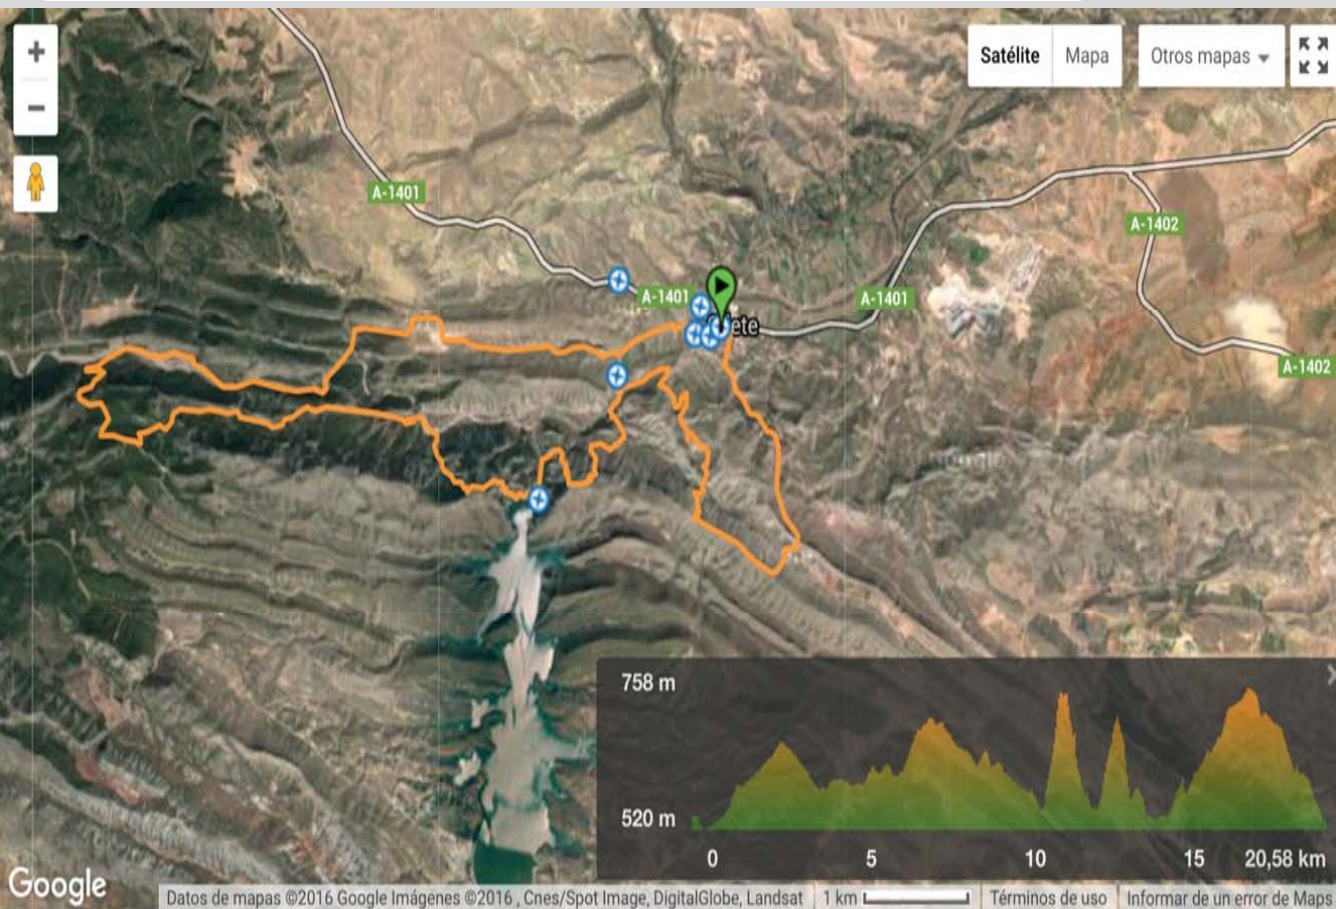 +
Satélite Mapa Otros mapas
−
A-1401
A-1402
A-1401
A-1401
ete
A-1402
758 m
520 m
0 5 10 15 20,58 km
Google
Datos de mapas ©2016 Google Imágenes ©2016 , Cnes/Spot Image, DigitalGlobe, Landsat 1 km Términos de uso Informar de un error de Maps